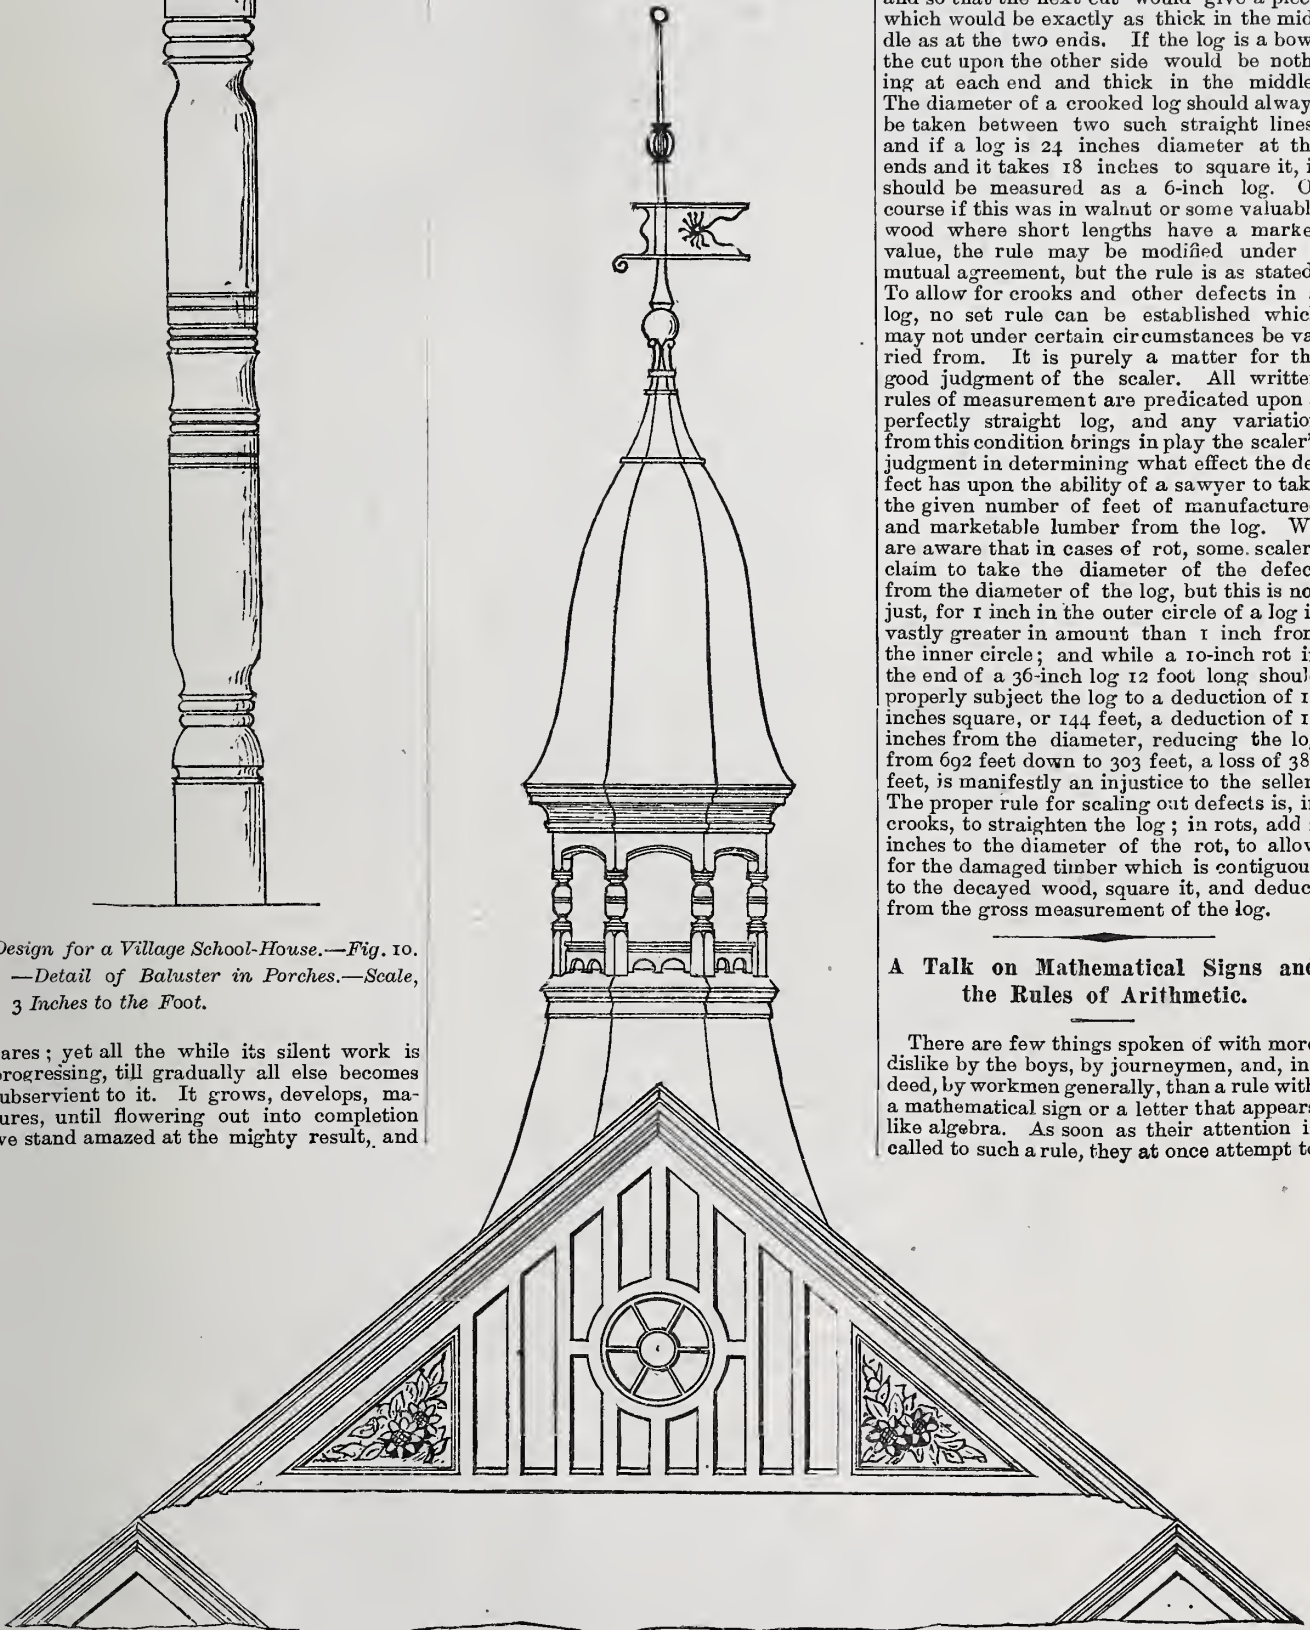 Design for a Village School-House.—Fig. 10.
—Detail of Baluster in Porches.—Scale,
3 Inches to the Foot.
ares; yet all the while its silent work is
rogressing, till gradually all else becomes
ubservient to it. It grows, develops, ma-
ures, until flowering out into completion
ve stand amazed at the mighty result, and
and so that the next cut would give a piec
which would be exactly as thick in the mid
dle as at the two ends. If the log is a bow
the cut upon the other side would be noth
ing at each end and thick in the middle
The diameter of a crooked log should alway
be taken between two such straight lines
and if a log is 24 inches diameter at th
ends and it takes 18 inches to square it, i
should be measured as a 6-inch log. O
course if this was in walnut or some valuabl
wood where short lengths have a marke
value, the rule may be modified under
mutual agreement, but the rule is as stated
To allow for crooks and other defects in
log, no set rule can be established whic
may not under certain circumstances be va
ried from. It is purely a matter for th
good judgment of the scaler. All writte
rules of measurement are predicated upon
perfectly straight log, and any variatio
from this condition brings in play the scaler'
judgment in determining what effect the de
fect has upon the ability of a sawyer to tak
the given number of feet of manufacture
and marketable lumber from the log. W
are aware that in cases of rot, some. scaler
claim to take the diameter of the defec
from the diameter of the log, but this is no
just, for 1 inch in the outer circle of a log i
vastly greater in amount than 1 inch from
the inner circle; and while a 10-inch rot i
the end of a 36-inch log 12 foot long shoul
properly subject the log to a deduction of 1
inches square, or 144 feet, a deduction of 1
inches from the diameter, reducing the lo
from 692 feet down to 303 feet, a loss of 38
feet, is manifestly an injustice to the seller
The proper rule for scaling out defects is, i
crooks, to straighten the log; in rots, add
inches to the diameter of the rot, to allow
for the damaged timber which is contiguou
to the decayed wood, square it, and deduc
from the gross measurement of the log.
A Talk on Mathematical Signs and
the Rules of Arithmetic.
There are few things spoken of with more
dislike by the boys, by journeymen, and, in
deed, by workmen generally, than a rule with
a mathematical sign or a letter that appears
like algebra. As soon as their attention i
called to such a rule, they at once attempt to